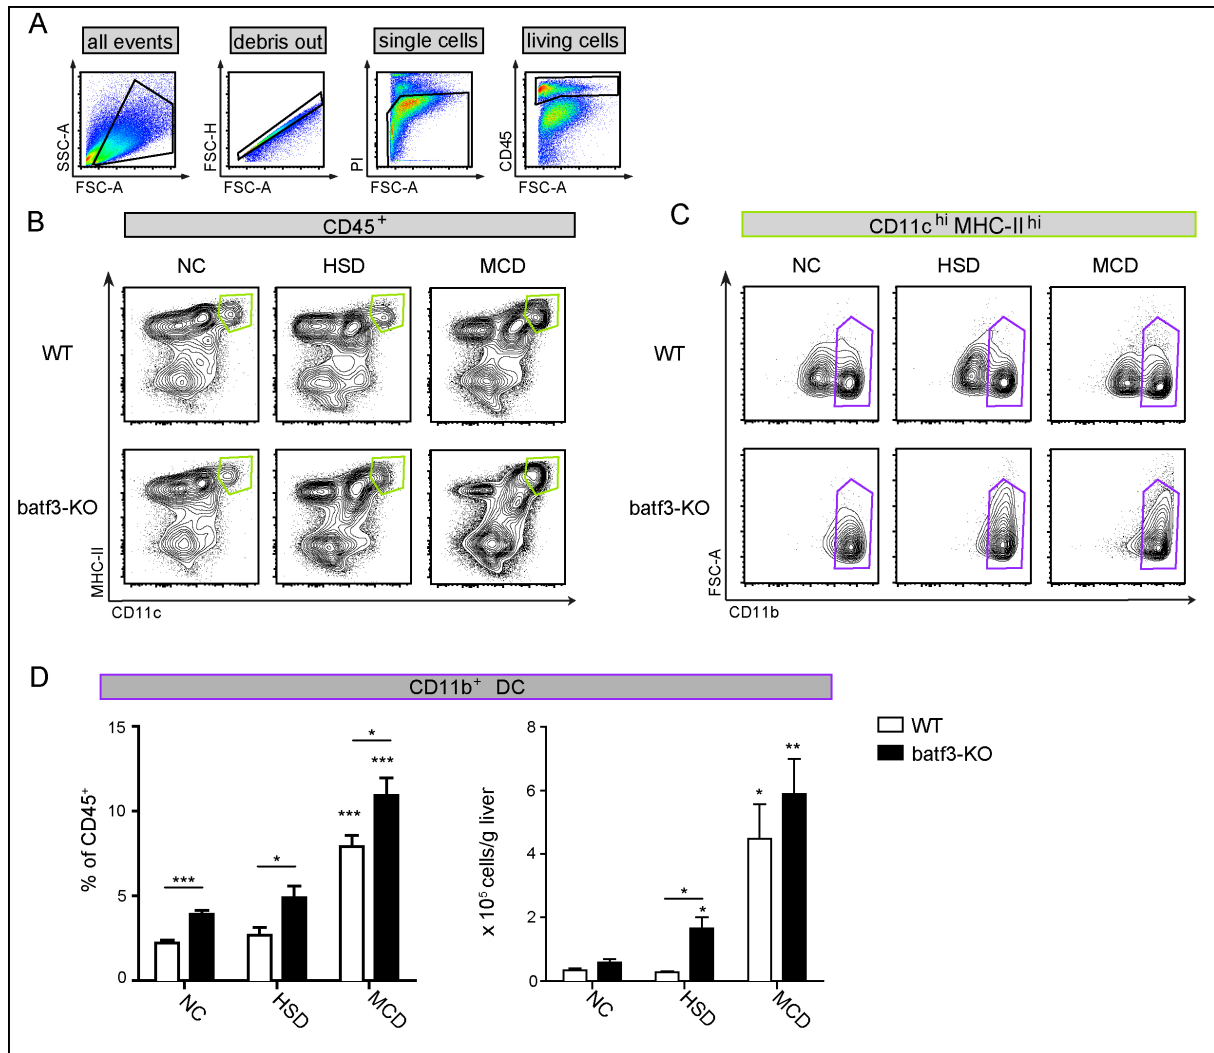 A
all events
debris out
single cells
living cells
SSC-A
FSC-A
FSC-H
FSC-A
PI
FSC-A
CD45
FSC-A
B
CD45+
NC
HSD
MCD
WT
batf3-KO
MHC-II
CD11c
C
CD11c hi MHC-II hi
NC
HSD
MCD
WT
batf3-KO
FSC-A
CD11b
D
CD11b+ DC
% of CD45+
15
10
5
0
***
*
***
*
***
NC
HSD
MCD
x 10⁵ cells/g liver
8
6
4
2
0
*
*
*
**
NC
HSD
MCD
WT
batf3-KO